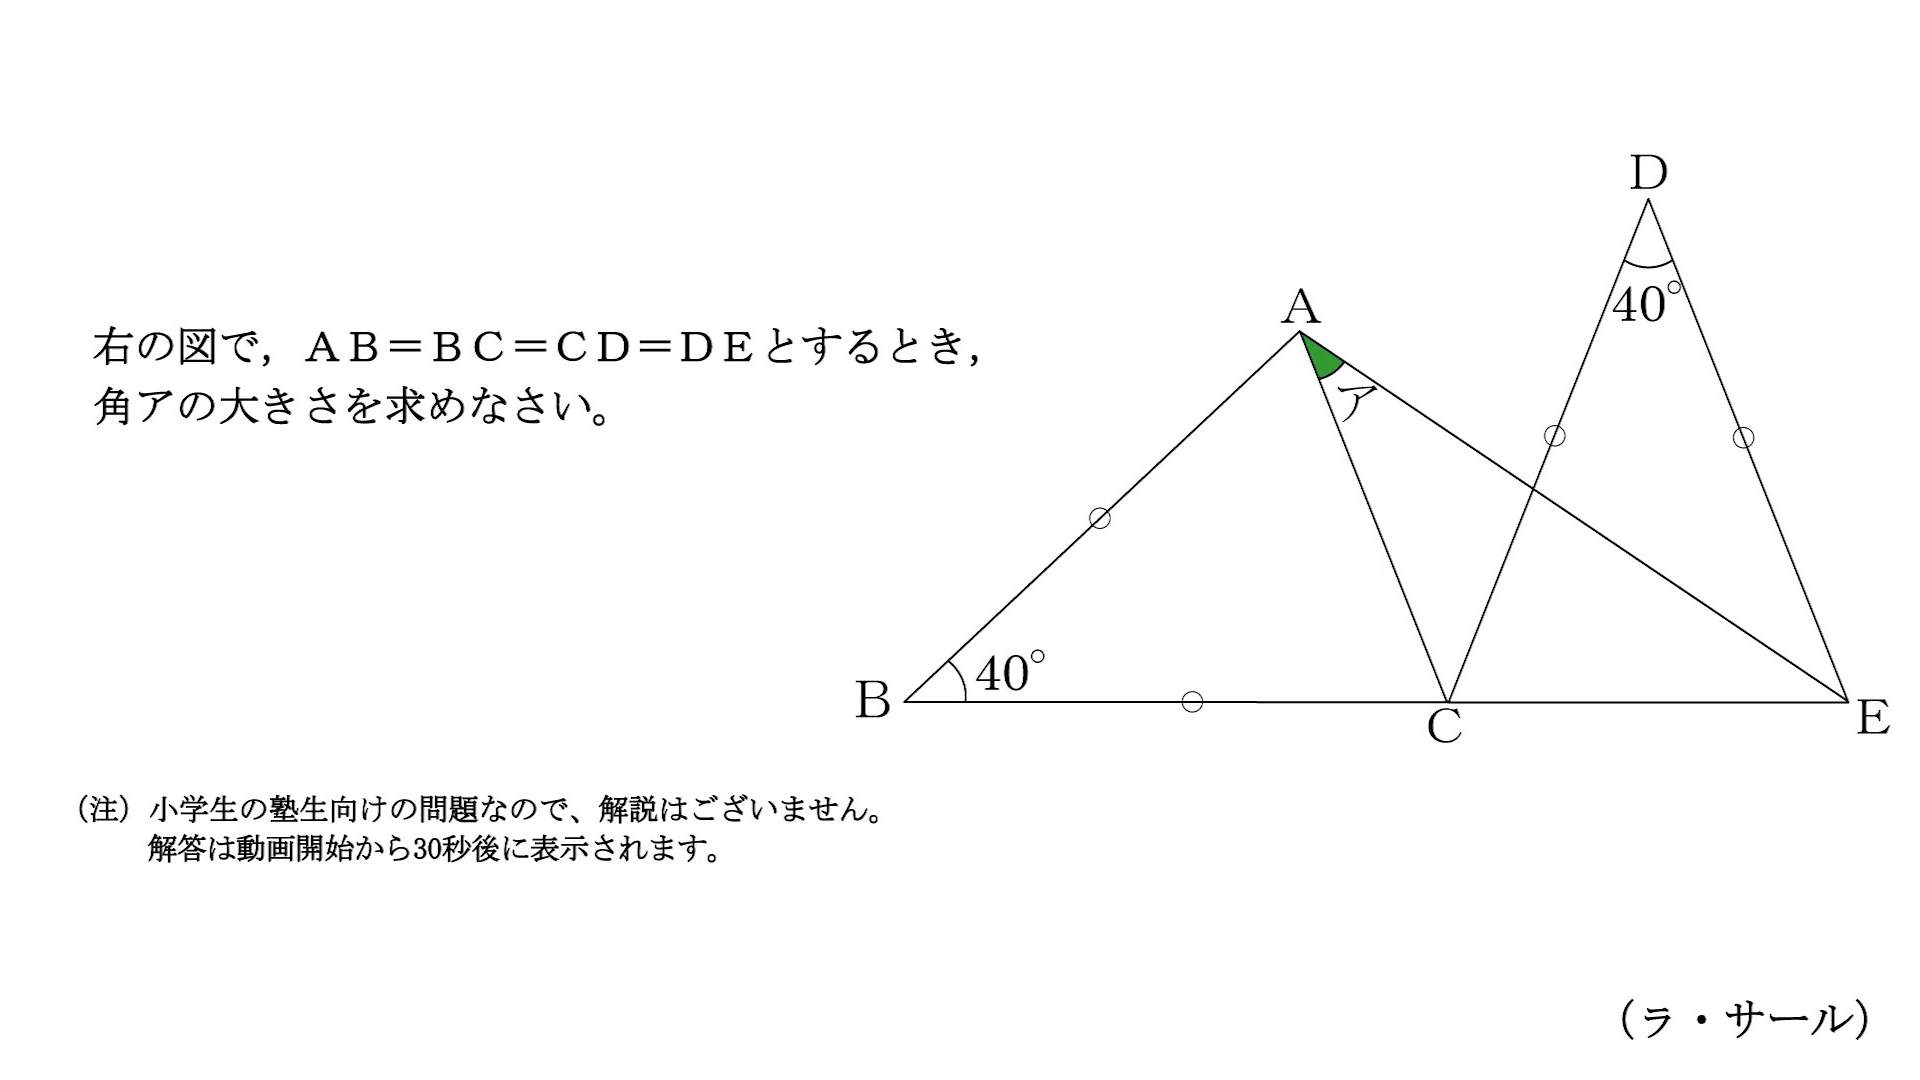 右の図で，ＡＢ＝ＢＣ＝ＣＤ＝ＤＥとするとき，
角アの大きさを求めなさい。
D
40°
A
ア
B
40°
C
E
（注）小学生の塾生向けの問題なので、解説はございません。
解答は動画開始から30秒後に表示されます。
（ラ・サール）